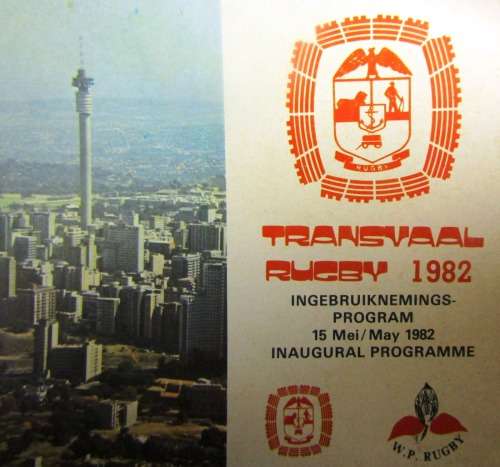 RUGBY
TRANSVAAL
RUGBY 1982
INGEBRUIKNEMINGS-
PROGRAM
15 Mei/May 1982
INAUGURAL PROGRAMME
W.P. RUGBY